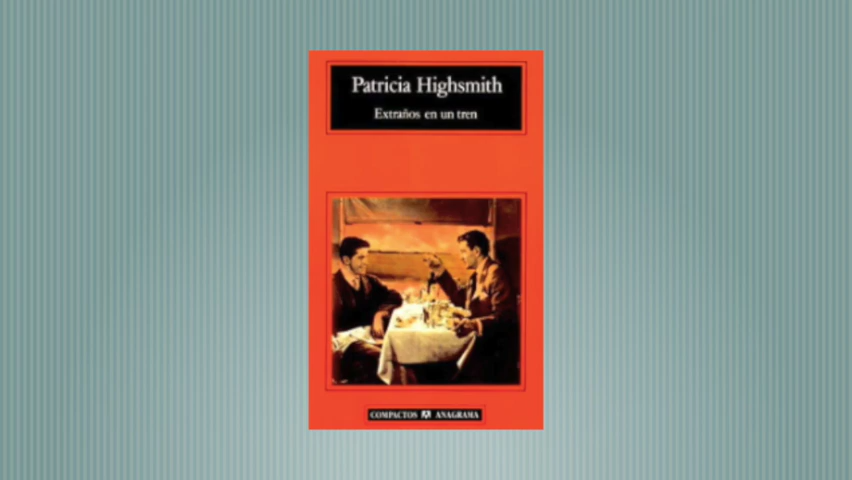 Patricia Highsmith
Extraños en un tren
COMPACTOS ANAGRAMA